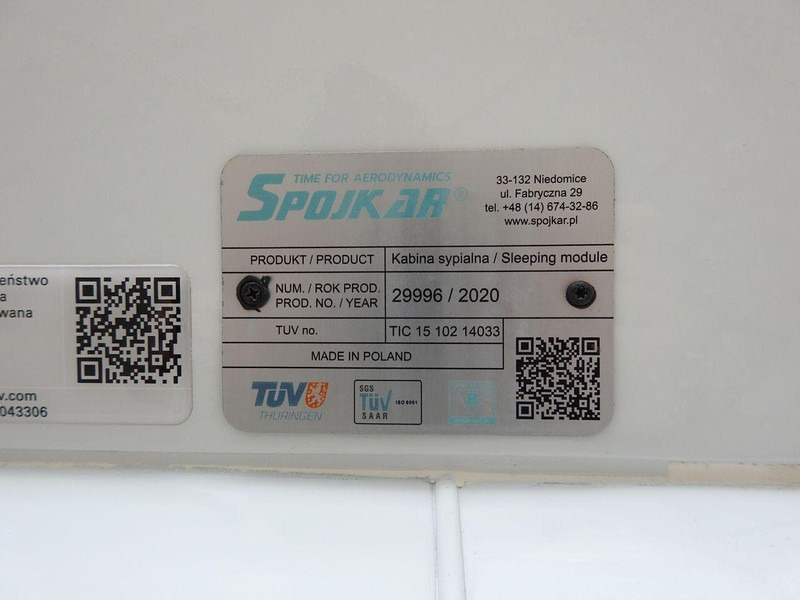 TIME FOR AERODYNAMICS
SPOJKAR®
33-132 Niedomice
ul. Fabryczna 29
tel. +48 (14) 674-32-86
www.spojkar.pl
PRODUKT / PRODUCT
Kabina sypialna / Sleeping module
NUM. / ROK PROD.
PROD. NO. / YEAR
29996 / 2020
TUV no.
TIC 15 102 14033
MADE IN POLAND
TÜV
THÜRINGEN
SGS
TÜV
SAAR
ISO 9001
eństwo
a
wana
v.com
043306